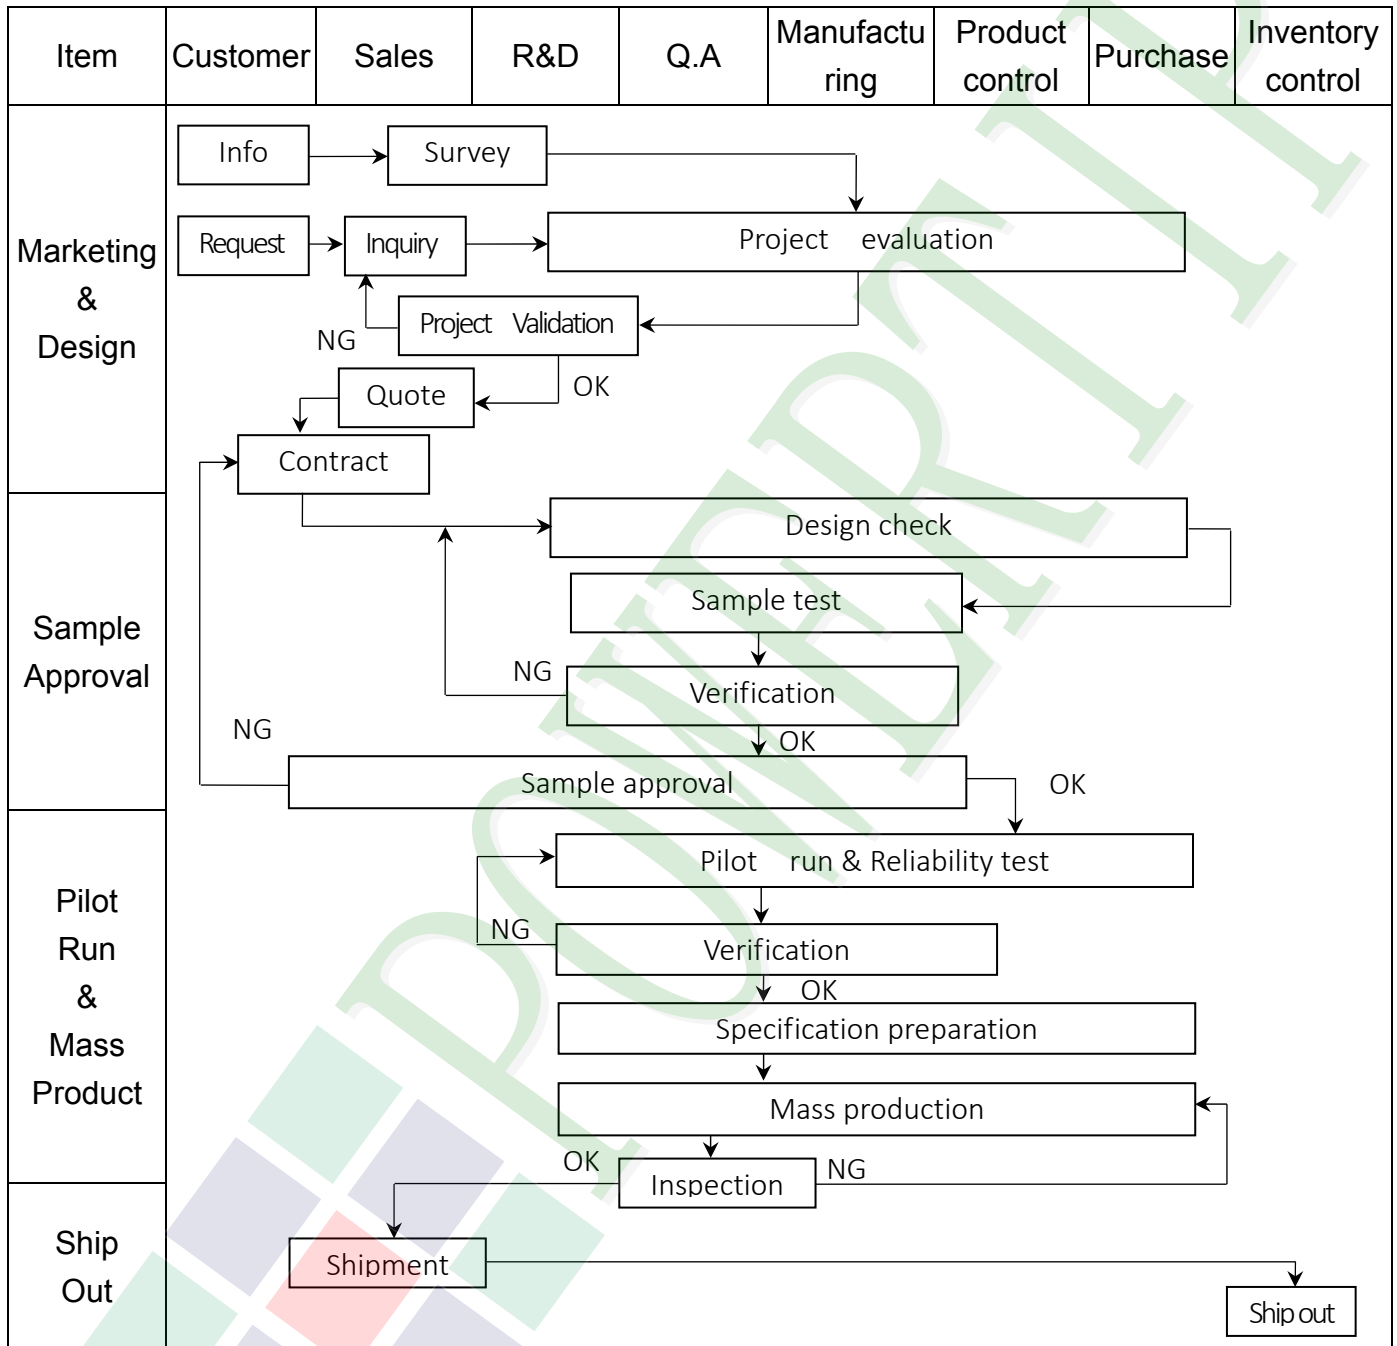 Item
Customer
Sales
R&D
Q.A
Manufactu
ring
Product
control
Purchase
Inventory
control
Marketing
&
Design
Info
Survey
Request
Inquiry
Project evaluation
Project Validation
NG
OK
Quote
Contract
Sample
Approval
Design check
Sample test
NG
Verification
OK
NG
Sample approval
OK
Pilot
Run
&
Mass
Product
Pilot run & Reliability test
NG
Verification
OK
Specification preparation
Mass production
OK
Inspection
NG
Ship
Out
Shipment
Ship out
POWERTIP